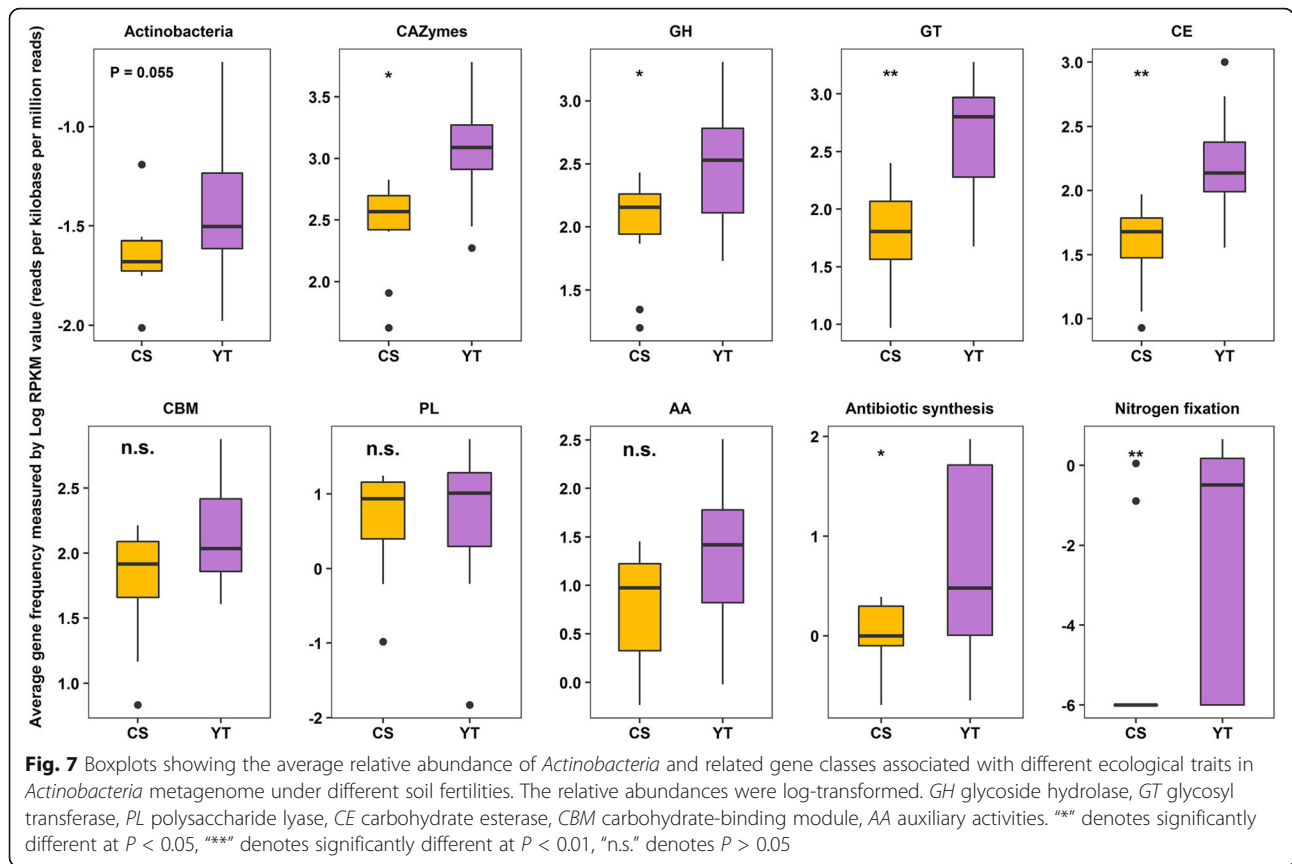 Average gene frequency measured by Log RPKM value (reads per kilobase per million reads)
Actinobacteria
P = 0.055
-1.0
-1.5
-2.0
CS YT
CAZymes
*
3.5
3.0
2.5
2.0
CS YT
GH
*
3.0
2.5
2.0
1.5
CS YT
GT
**
3.0
2.5
2.0
1.5
1.0
CS YT
CE
**
3.0
2.5
2.0
1.5
1.0
CS YT
CBM
n.s.
2.5
2.0
1.5
1.0
CS YT
PL
n.s.
1
0
-1
-2
CS YT
AA
n.s.
2.5
2.0
1.5
1.0
0.5
0.0
CS YT
Antibiotic synthesis
*
2
1
0
CS YT
Nitrogen fixation
**
0
-2
-4
-6
CS YT
Fig. 7 Boxplots showing the average relative abundance of Actinobacteria and related gene classes associated with different ecological traits in
Actinobacteria metagenome under different soil fertilities. The relative abundances were log-transformed. GH glycoside hydrolase, GT glycosyl
transferase, PL polysaccharide lyase, CE carbohydrate esterase, CBM carbohydrate-binding module, AA auxiliary activities. “*” denotes significantly
different at P < 0.05, “**” denotes significantly different at P < 0.01, “n.s.” denotes P > 0.05